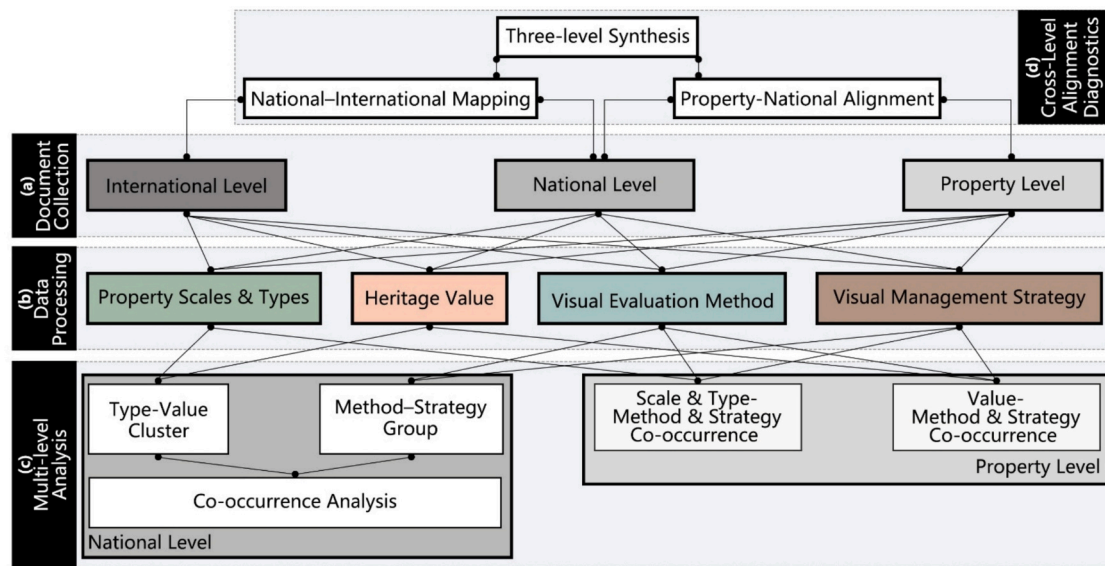 Three-level Synthesis
(d)
Cross-Level
Alignment
Diagnostics
National–International Mapping
Property-National Alignment
(a)
Document
Collection
International Level
National Level
Property Level
(b)
Data
Processing
Property Scales & Types
Heritage Value
Visual Evaluation Method
Visual Management Strategy
(c)
Multi-level
Analysis
Type-Value
Cluster
Method–Strategy
Group
Co-occurrence Analysis
National Level
Scale & Type-
Method & Strategy
Co-occurrence
Value-
Method & Strategy
Co-occurrence
Property Level